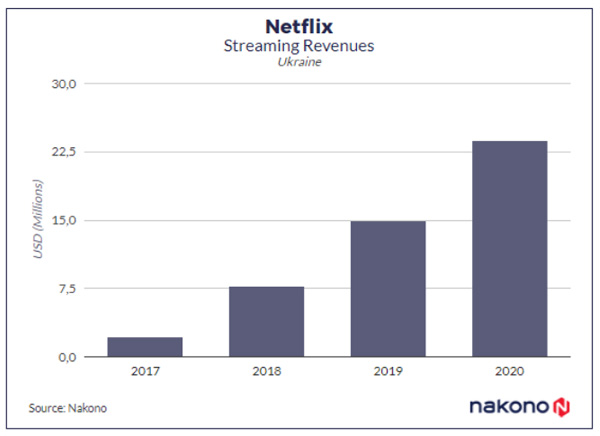 Netflix
Streaming Revenues
Ukraine
30,0
22,5
15,0
7,5
0,0
USD (Millions)
2017 2018 2019 2020
Source: Nakono
nakono N